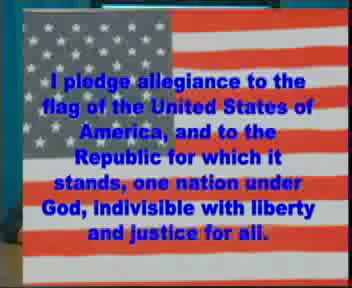 I pledge allegiance to the
flag of the United States of
America, and to the
Republic for which it
stands, one nation under
God, indivisible with liberty
and justice for all.